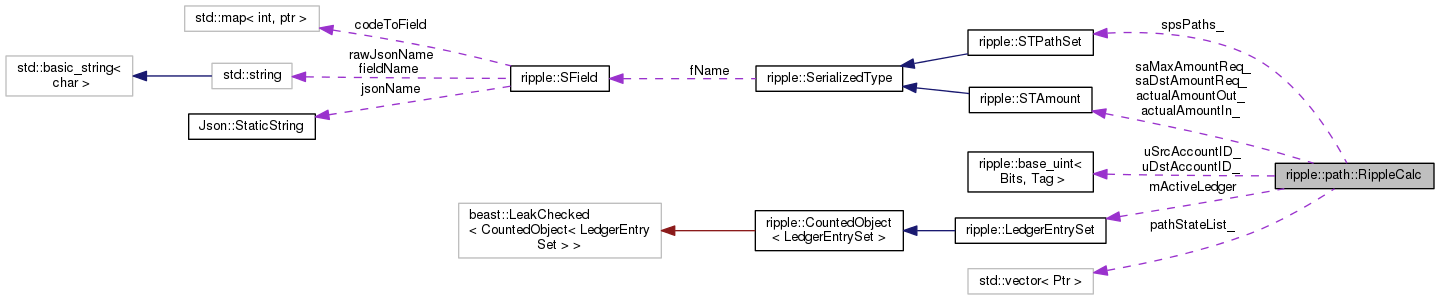 std::map< int, ptr >
codeToField
spsPaths_
ripple::STPathSet
std::basic_string<
char >
std::string
rawJsonName
fieldName
jsonName
ripple::SField
fName
ripple::SerializedType
saMaxAmountReq_
saDstAmountReq_
actualAmountOut_
actualAmountIn_
ripple::STAmount
Json::StaticString
ripple::base_uint<
Bits, Tag >
uSrcAccountID_
uDstAccountID_
ripple::path::RippleCalc
mActiveLedger
beast::LeakChecked
< CountedObject< LedgerEntry
Set > >
ripple::CountedObject
< LedgerEntrySet >
ripple::LedgerEntrySet
pathStateList_
std::vector< Ptr >